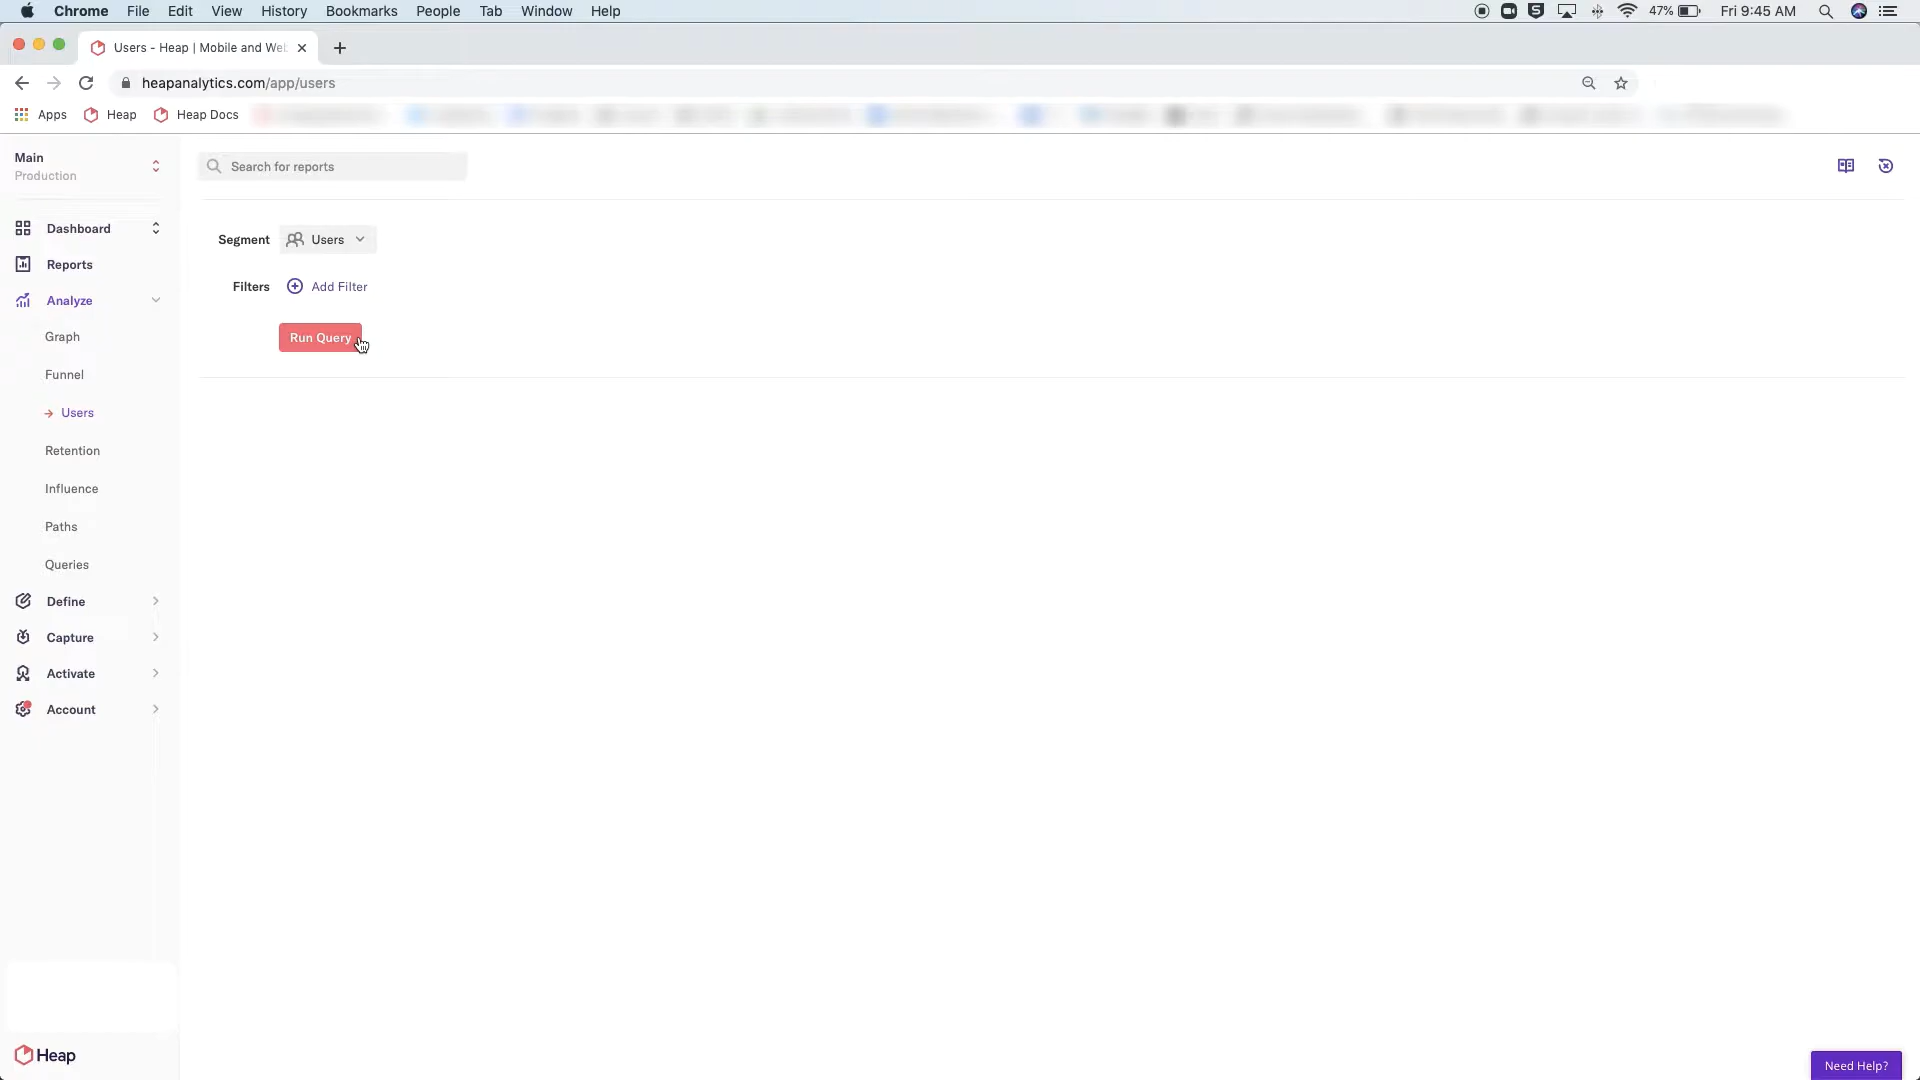 Chrome File Edit View History Bookmarks People Tab Window Help 47% Fri 9:45 AM
Users - Heap | Mobile and Web
heapanalytics.com/app/users
Apps Heap Heap Docs
Main
Production
Search for reports
Dashboard
Segment Users
Reports
Filters Add Filter
Analyze
Graph
Run Query
Funnel
Users
Retention
Influence
Paths
Queries
Define
Capture
Activate
Account
Heap
Need Help?